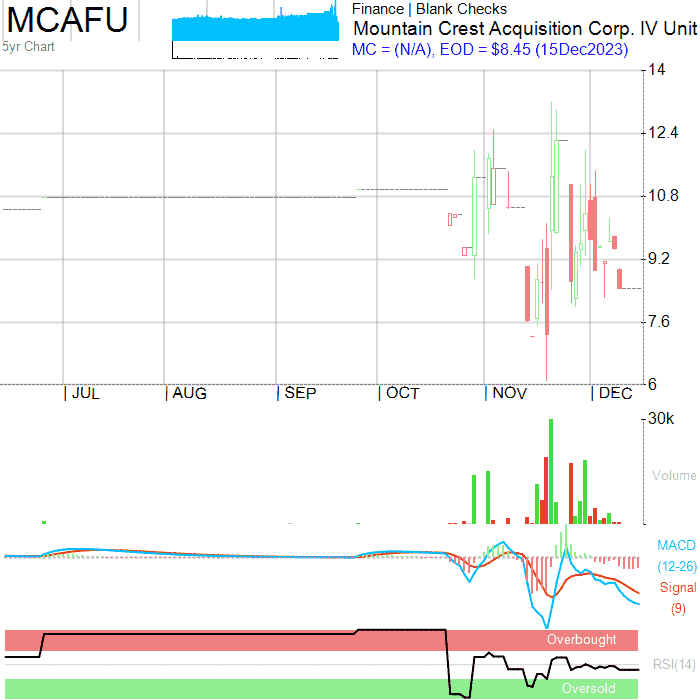 MCAFU
5yr Chart
Finance | Blank Checks
Mountain Crest Acquisition Corp. IV Unit
MC = (N/A), EOD = $8.45 (15Dec2023)
14
12.4
10.8
9.2
7.6
6
| JUL | AUG | SEP | OCT | NOV | DEC
30k
Volume
MACD
(12-26)
Signal
(9)
Overbought
RSI(14)
Oversold